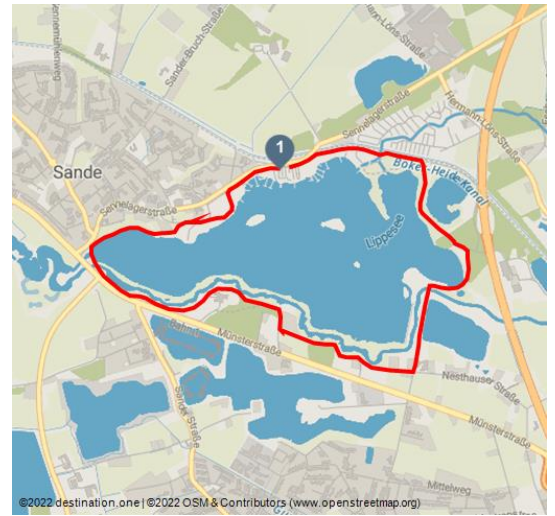 Sander-Bruch-Straße
Hermann-Löns-Straße
Sennelagerstraße
1
Boker-Heide-Kanal
Sande
Sennelagerstraße
Lippesee
Münsterstraße
Nesthauser Straße
Sander Straße
Münsterstraße
Mittelweg
©2022 destination.one | ©2022 OSM & Contributors (www.openstreetmap.org)